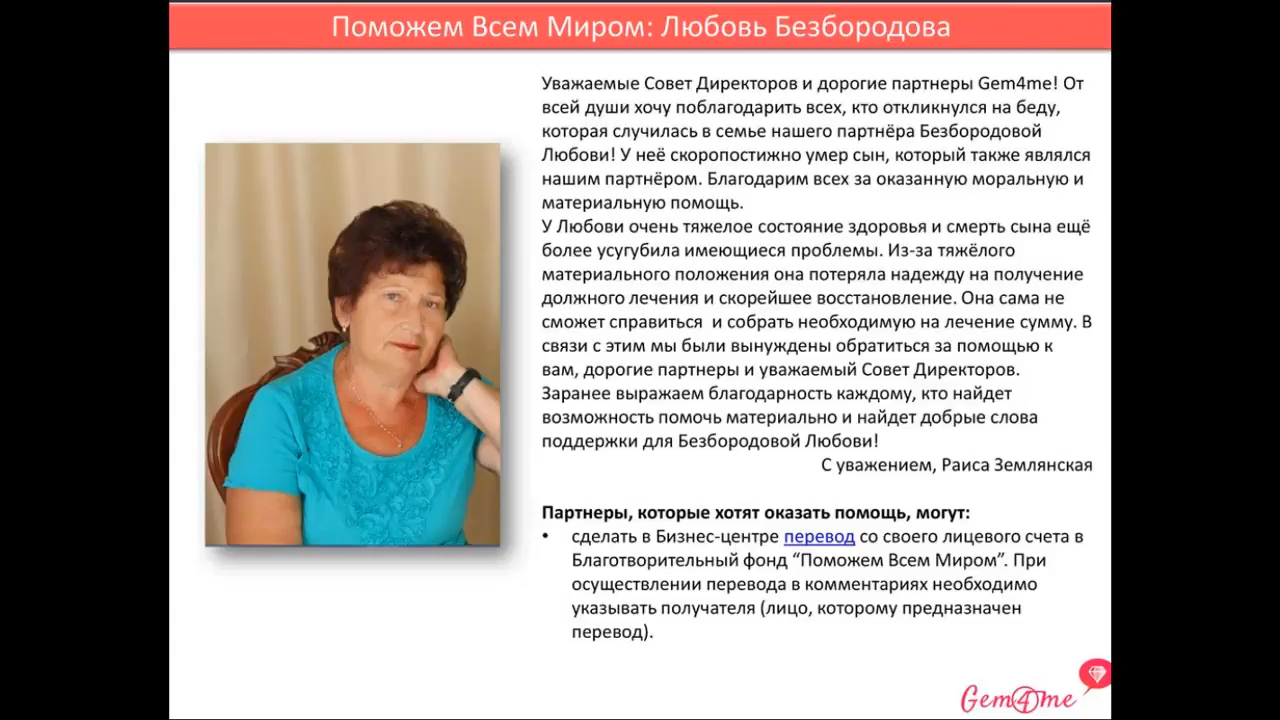 Поможем Всем Миром: Любовь Безбородова
Уважаемые Совет Директоров и дорогие партнеры Gem4me! От
всей души хочу поблагодарить всех, кто откликнулся на беду,
которая случилась в семье нашего партнёра Безбородовой
Любови! У неё скоропостижно умер сын, который также являлся
нашим партнёром. Благодарим всех за оказанную моральную и
материальную помощь.
У Любови очень тяжелое состояние здоровья и смерть сына ещё
более усугубила имеющиеся проблемы. Из-за тяжёлого
материального положения она потеряла надежду на получение
должного лечения и скорейшее восстановление. Она сама не
сможет справиться  и собрать необходимую на лечение сумму. В
связи с этим мы были вынуждены обратиться за помощью к
вам, дорогие партнеры и уважаемый Совет Директоров.
Заранее выражаем благодарность каждому, кто найдет
возможность помочь материально и найдет добрые слова
поддержки для Безбородовой Любови!
С уважением, Раиса Землянская
Партнеры, которые хотят оказать помощь, могут:
• сделать в Бизнес-центре перевод со своего лицевого счета в
Благотворительный фонд “Поможем Всем Миром”. При
осуществлении перевода в комментариях необходимо
указывать получателя (лицо, которому предназначен
перевод).
Gem4me